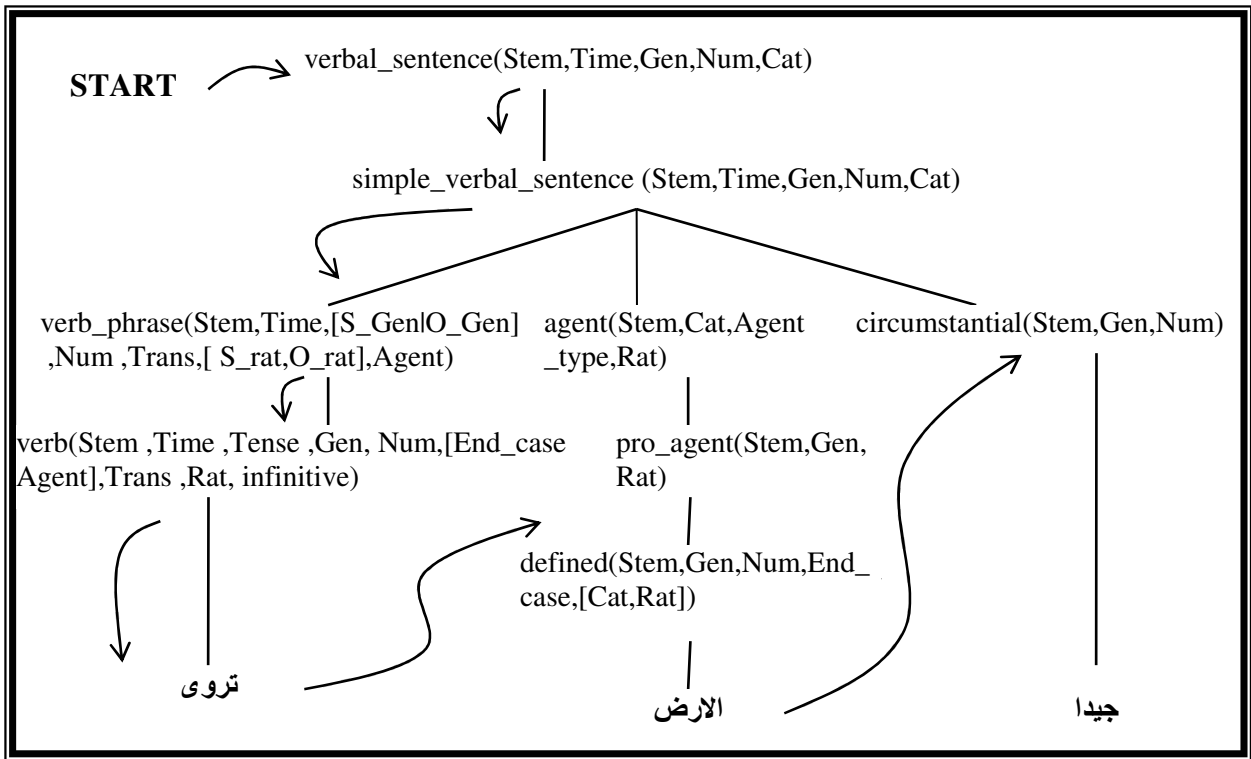 verbal_sentence(Stem,Time,Gen,Num,Cat)
START
simple_verbal_sentence (Stem,Time,Gen,Num,Cat)
verb_phrase(Stem,Time,[S_Gen|O_Gen]
,Num ,Trans,[ S_rat,O_rat],Agent)
agent(Stem,Cat,Agent
_type,Rat)
circumstantial(Stem,Gen,Num)
verb(Stem ,Time ,Tense ,Gen, Num,[End_case
Agent],Trans ,Rat, infinitive)
pro_agent(Stem,Gen,
Rat)
defined(Stem,Gen,Num,End_
case,[Cat,Rat])
تروى
الارض
جيدا